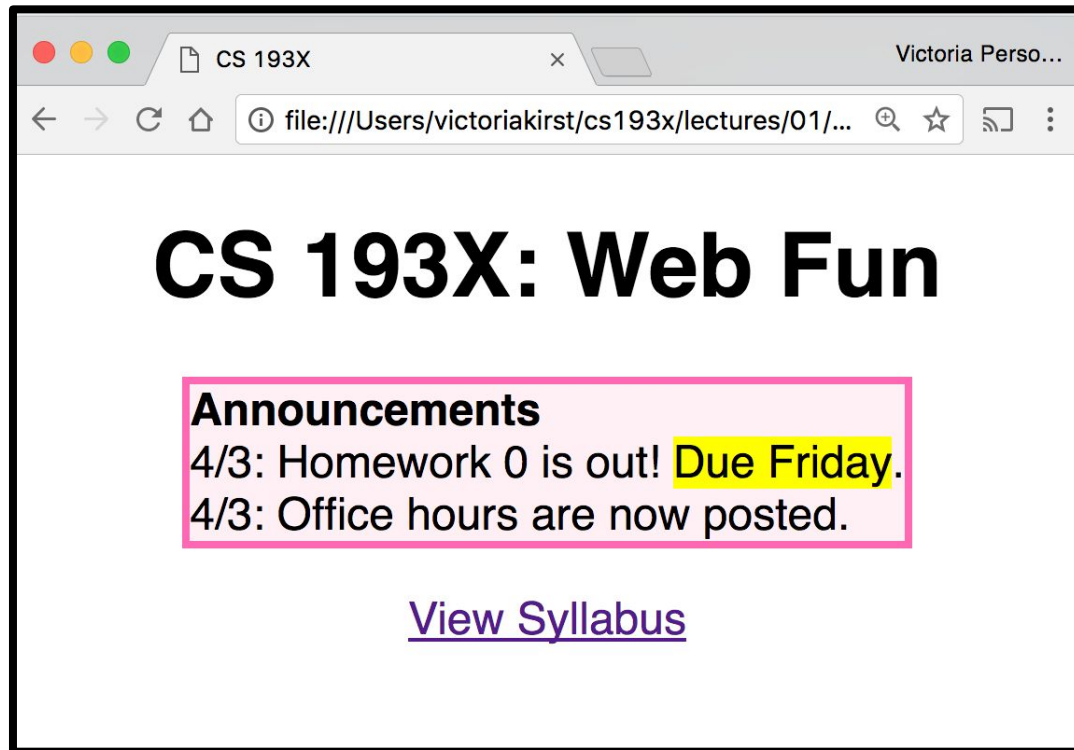 CS 193X
Victoria Perso...
file:///Users/victoriakirst/cs193x/lectures/01/...
CS 193X: Web Fun
Announcements
4/3: Homework 0 is out! Due Friday.
4/3: Office hours are now posted.
View Syllabus